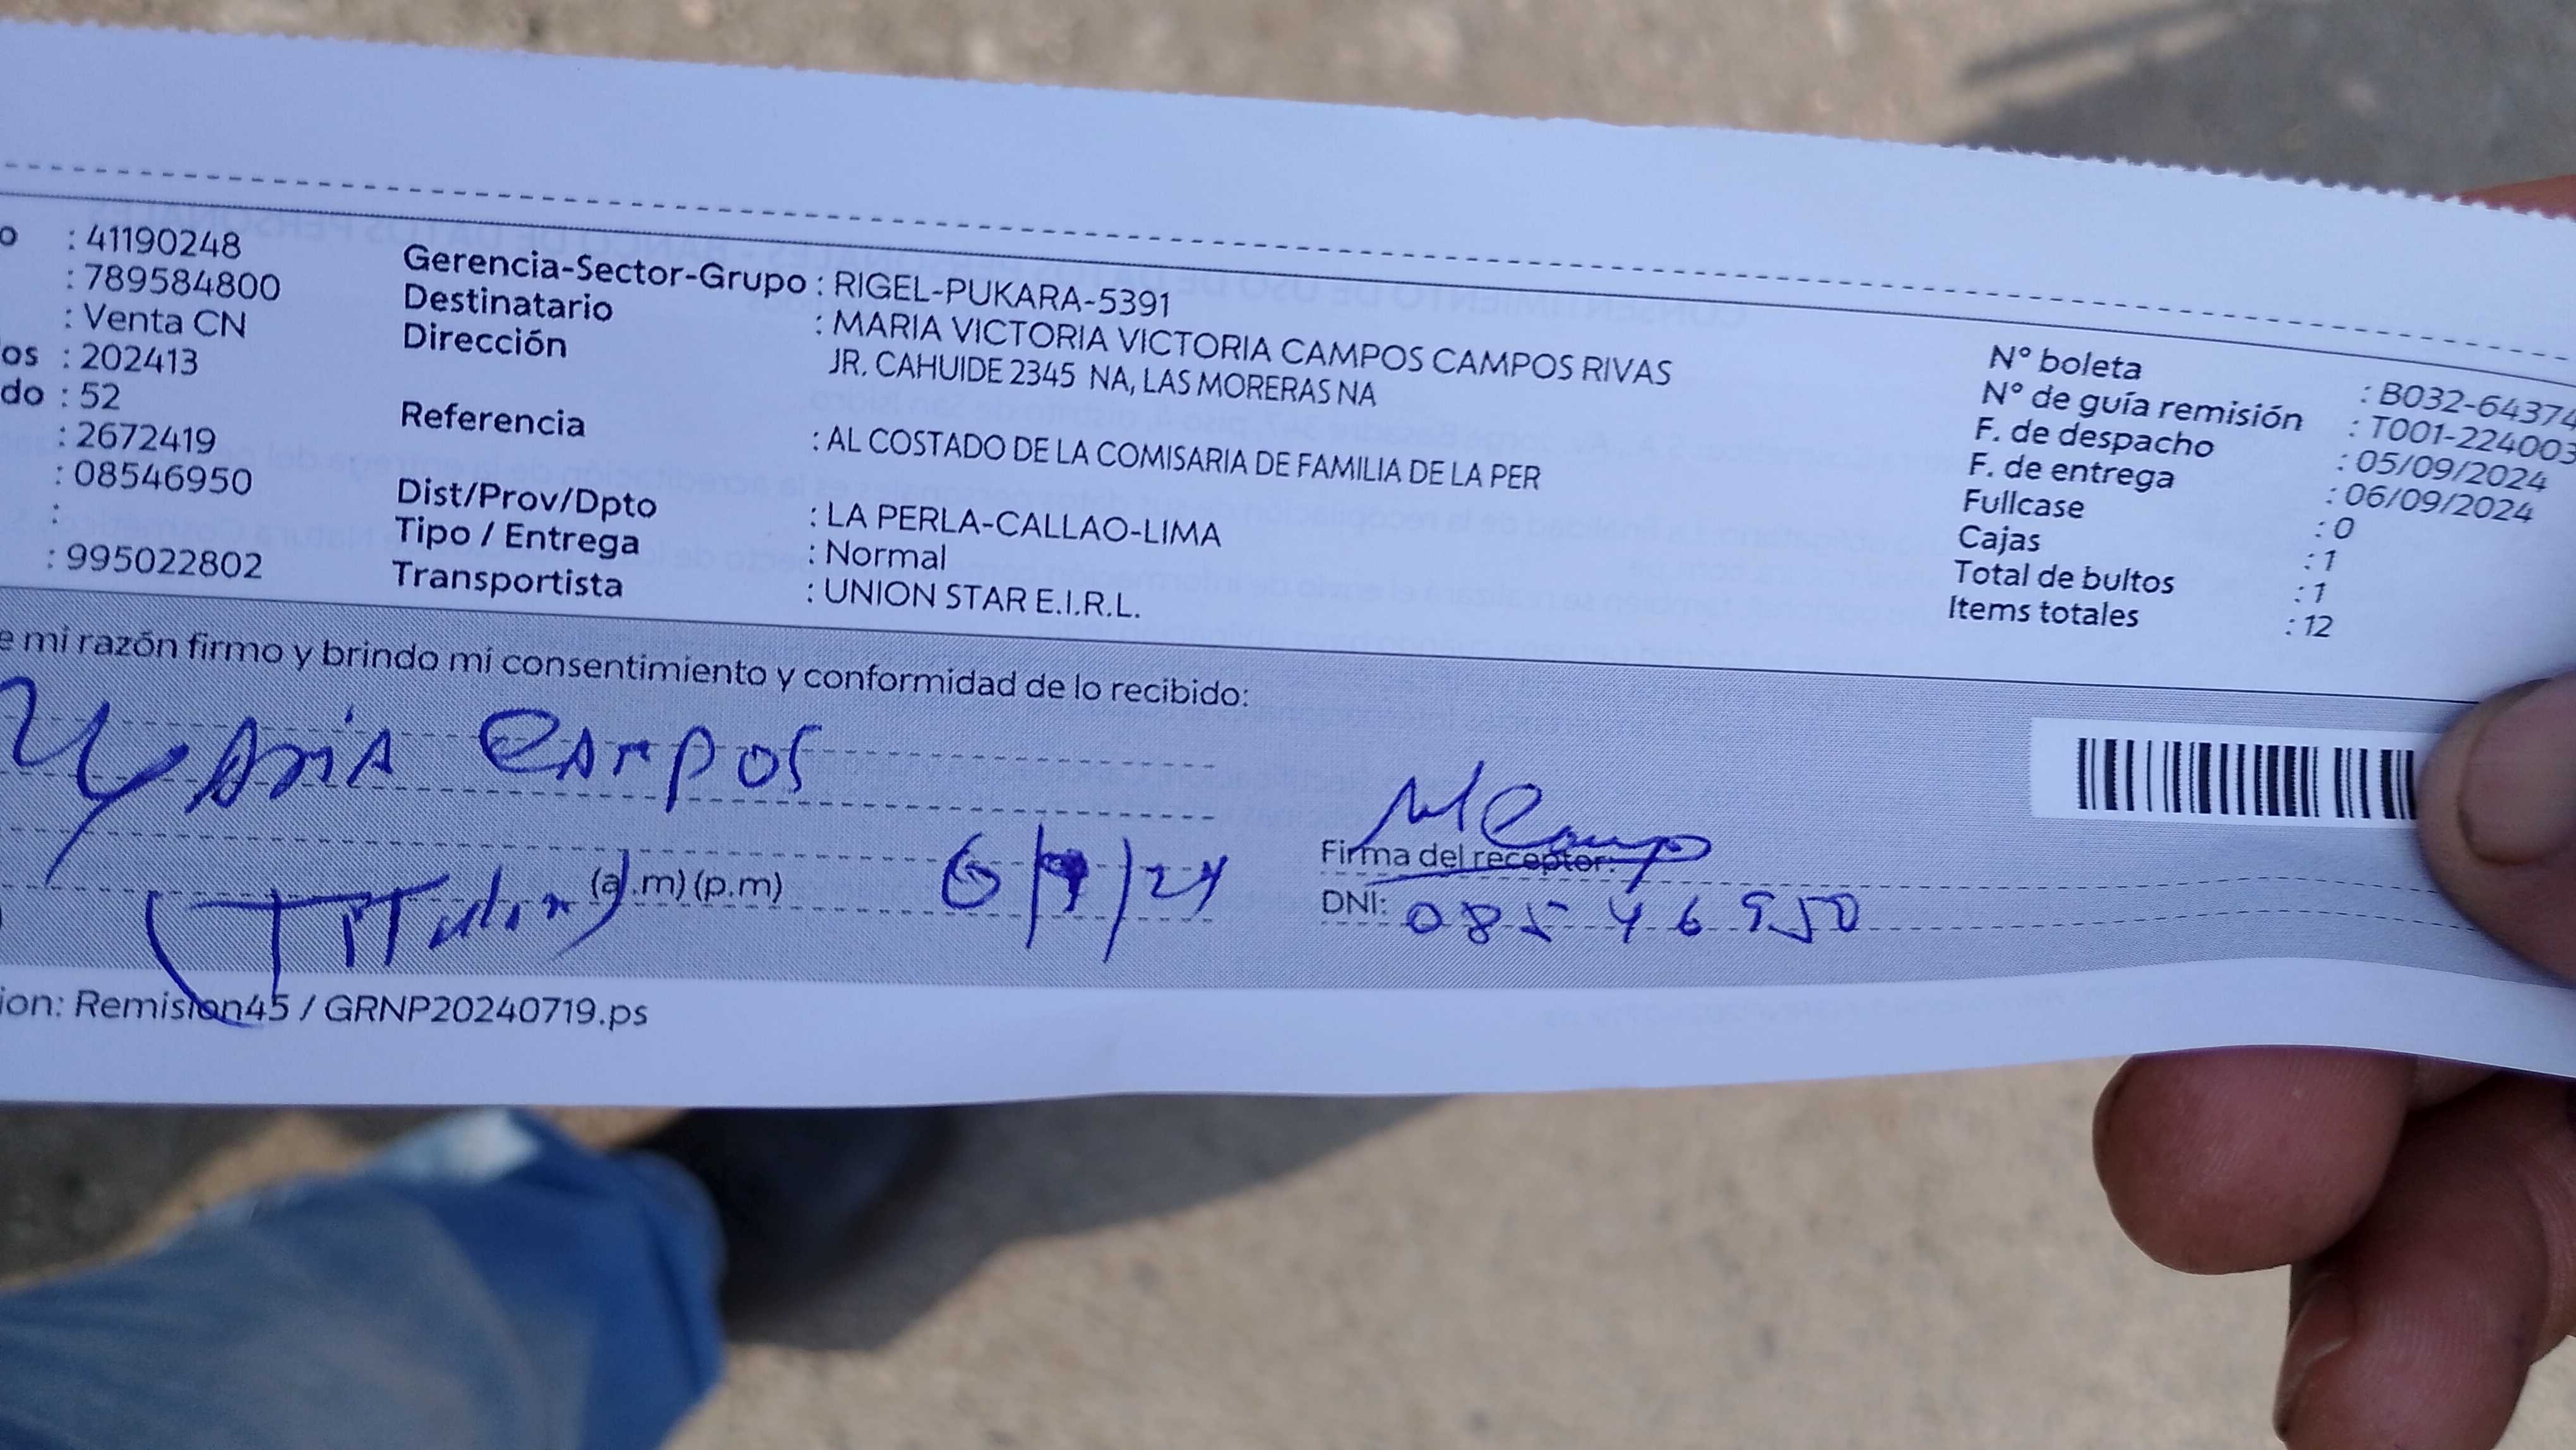 o : 41190248
: 789584800
: Venta CN
os : 202413
do : 52
: 2672419
: 08546950
:
: 995022802
Gerencia-Sector-Grupo : RIGEL-PUKARA-5391
Destinatario : MARIA VICTORIA VICTORIA CAMPOS CAMPOS RIVAS
Dirección JR. CAHUIDE 2345 NA, LAS MORERAS NA
Referencia : AL COSTADO DE LA COMISARIA DE FAMILIA DE LA PER
Dist/Prov/Dpto : LA PERLA-CALLAO-LIMA
Tipo / Entrega : Normal
Transportista : UNION STAR E.I.R.L.
N° boleta : B032-64374
N° de guía remisión : T001-224003
F. de despacho : 05/09/2024
F. de entrega : 06/09/2024
Fullcase : 0
Cajas : 1
Total de bultos : 1
Items totales : 12
e mi razón firmo y brindo mi consentimiento y conformidad de lo recibido:
Maria Campos
(Titular) (a.m) (p.m) 6/9/24
Firma del receptor: MCamp
DNI: 08546950
ion: Remision45 / GRNP20240719.ps